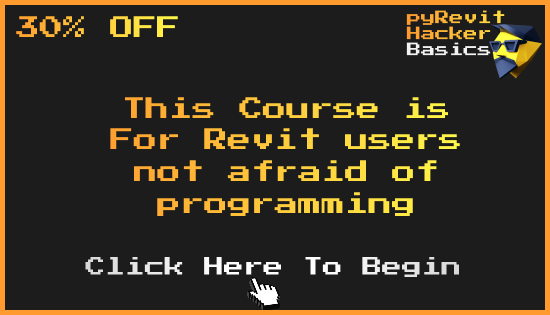 30% OFF
pyRevit
Hacker
Basics
This Course is
For Revit users
not afraid of
programming
Click Here To Begin